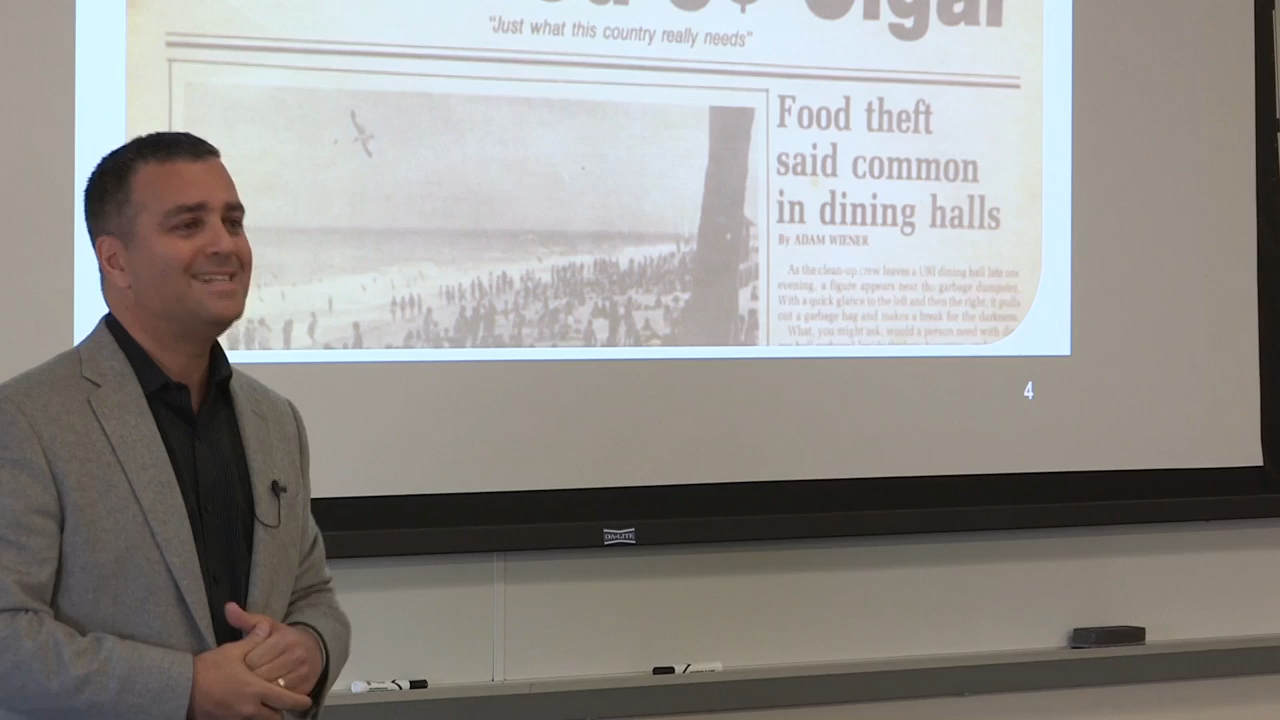 5¢ Cigar
"Just what this country really needs"
Food theft
said common
in dining halls
By ADAM WIENER
As the clean-up crew leaves a URI dining hall late one
evening, a figure appears near the garbage dumpster.
With a quick glance to the left and then the right, it pulls
out a garbage bag and makes a break for the darkness.
What, you might ask, would a person need with
4
DA-LITE